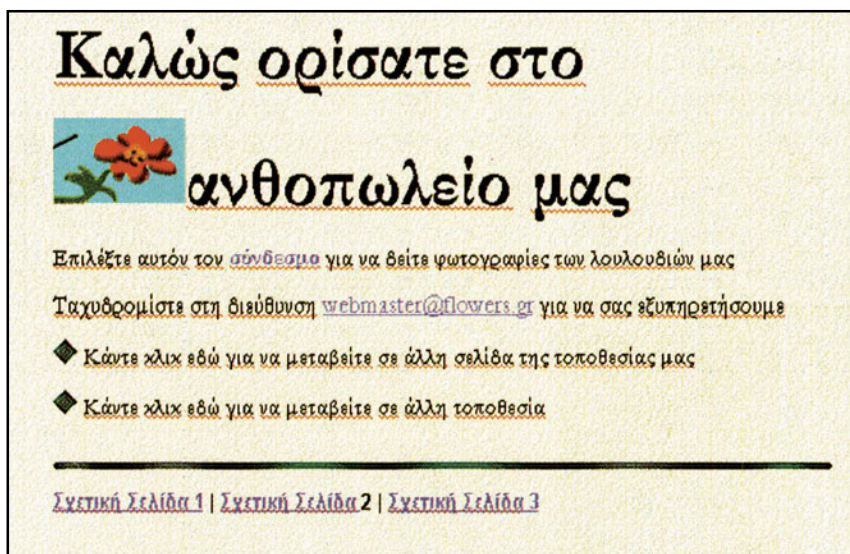 Καλώς ορίσατε στο
ανθοπωλείο μας
Επιλέξτε αυτόν τον σύνδεσμο για να δείτε φωτογραφίες των λουλουδιών μας
Ταχυδρομίστε στη διεύθυνση webmaster@flowers.gr για να σας εξυπηρετήσουμε
Κάντε κλικ εδώ για να μεταβείτε σε άλλη σελίδα της τοποθεσίας μας
Κάντε κλικ εδώ για να μεταβείτε σε άλλη τοποθεσία
Σχετική Σελίδα 1 | Σχετική Σελίδα 2 | Σχετική Σελίδα 3